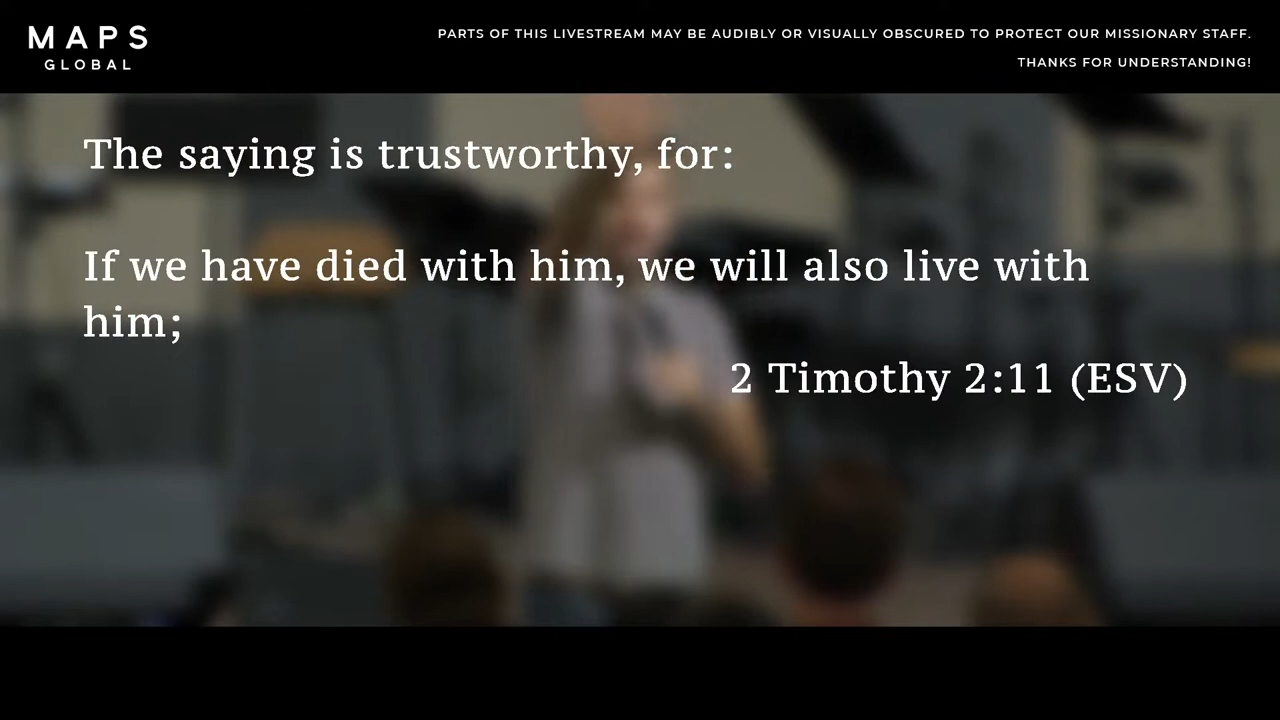 MAPS
GLOBAL
PARTS OF THIS LIVESTREAM MAY BE AUDIBLY OR VISUALLY OBSCURED TO PROTECT OUR MISSIONARY STAFF.
THANKS FOR UNDERSTANDING!
The saying is trustworthy, for:
If we have died with him, we will also live with
him;
2 Timothy 2:11 (ESV)